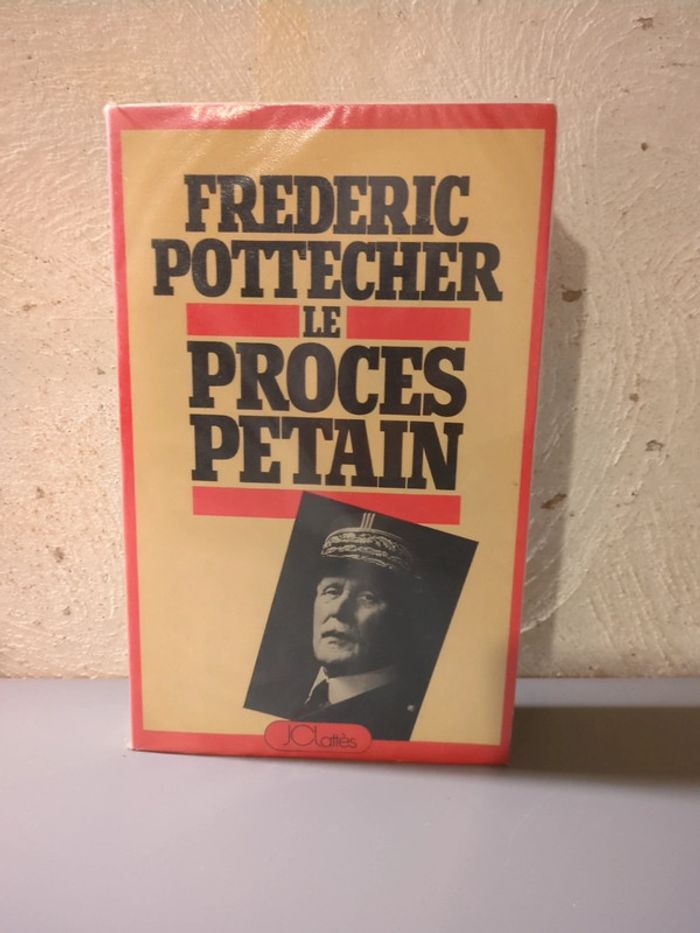 FREDERIC
POTTECHER
LE
PROCES
PETAIN
JCLattès